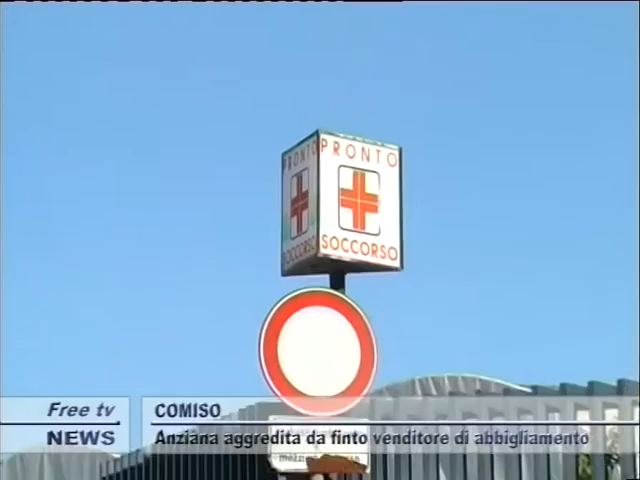 PRONTO
PRONTO
SOCCORSO
SOCCORSO
Free tv
NEWS
COMISO
Anziana aggredita da finto venditore di abbigliamento